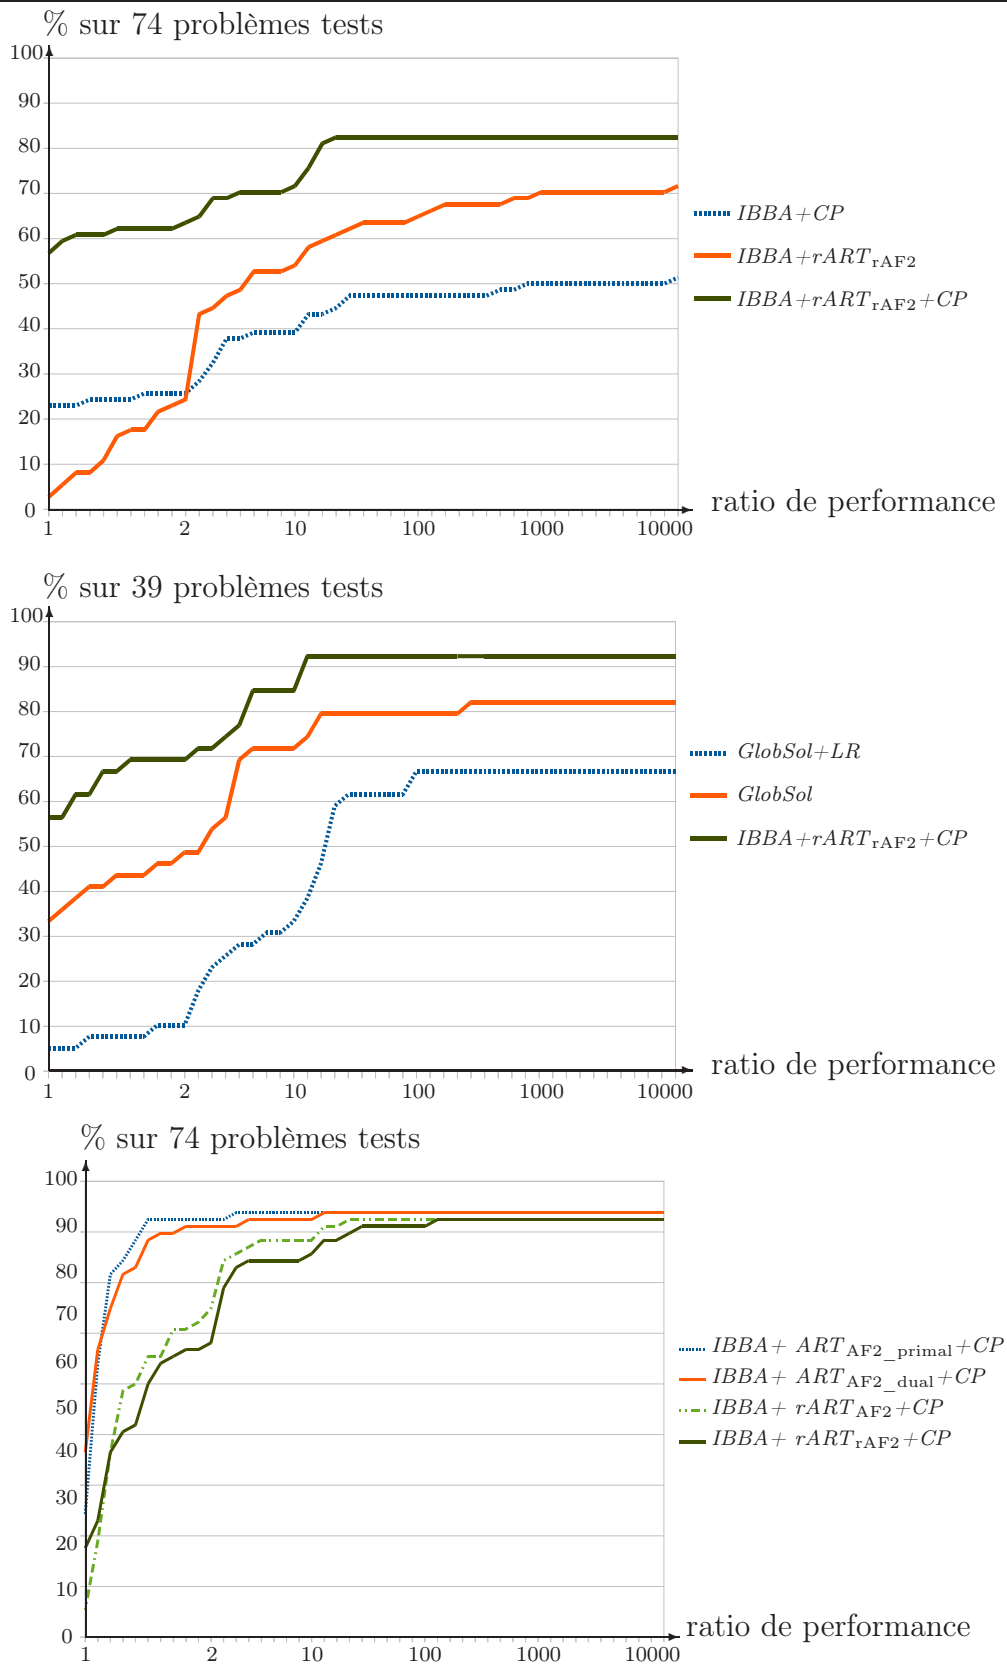 % sur 74 problèmes tests
100
90
80
70
60
50
40
30
20
10
0
1 2 10 100 1000 10000
ratio de performance
IBBA+CP
IBBA+rART_rAF2
IBBA+rART_rAF2+CP
% sur 39 problèmes tests
100
90
80
70
60
50
40
30
20
10
0
1 2 10 100 1000 10000
ratio de performance
GlobSol+LR
GlobSol
IBBA+rART_rAF2+CP
% sur 74 problèmes tests
100
90
80
70
60
50
40
30
20
10
0
1 2 10 100 1000 10000
ratio de performance
IBBA+ ART_AF2_primal+CP
IBBA+ ART_AF2_dual+CP
IBBA+ rART_AF2+CP
IBBA+ rART_rAF2+CP